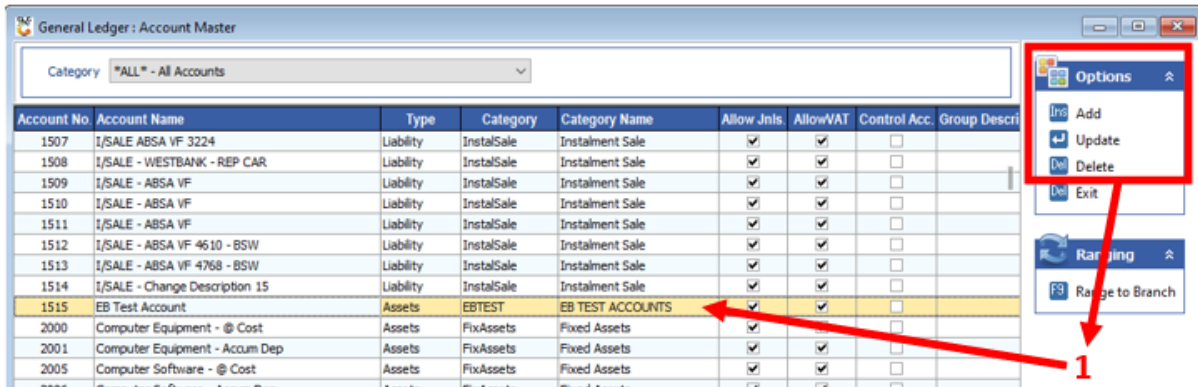 General Ledger : Account Master
Category *ALL* - All Accounts
Options
Ins Add
Update
Del Delete
Del Exit
Ranging
F9 Range to Branch
Account No. Account Name Type Category Category Name Allow Jnls. AllowVAT Control Acc. Group Descri
1507 I/SALE ABSA VF 3224 Liability InstalSale Instalment Sale
1508 I/SALE - WESTBANK - REP CAR Liability InstalSale Instalment Sale
1509 I/SALE - ABSA VF Liability InstalSale Instalment Sale
1510 I/SALE - ABSA VF Liability InstalSale Instalment Sale
1511 I/SALE - ABSA VF Liability InstalSale Instalment Sale
1512 I/SALE - ABSA VF 4610 - BSW Liability InstalSale Instalment Sale
1513 I/SALE - ABSA VF 4768 - BSW Liability InstalSale Instalment Sale
1514 I/SALE - Change Description 15 Liability InstalSale Instalment Sale
1515 EB Test Account Assets EBTEST EB TEST ACCOUNTS
2000 Computer Equipment - @ Cost Assets FixAssets Fixed Assets
2001 Computer Equipment - Accum Dep Assets FixAssets Fixed Assets
2005 Computer Software - @ Cost Assets FixAssets Fixed Assets
1